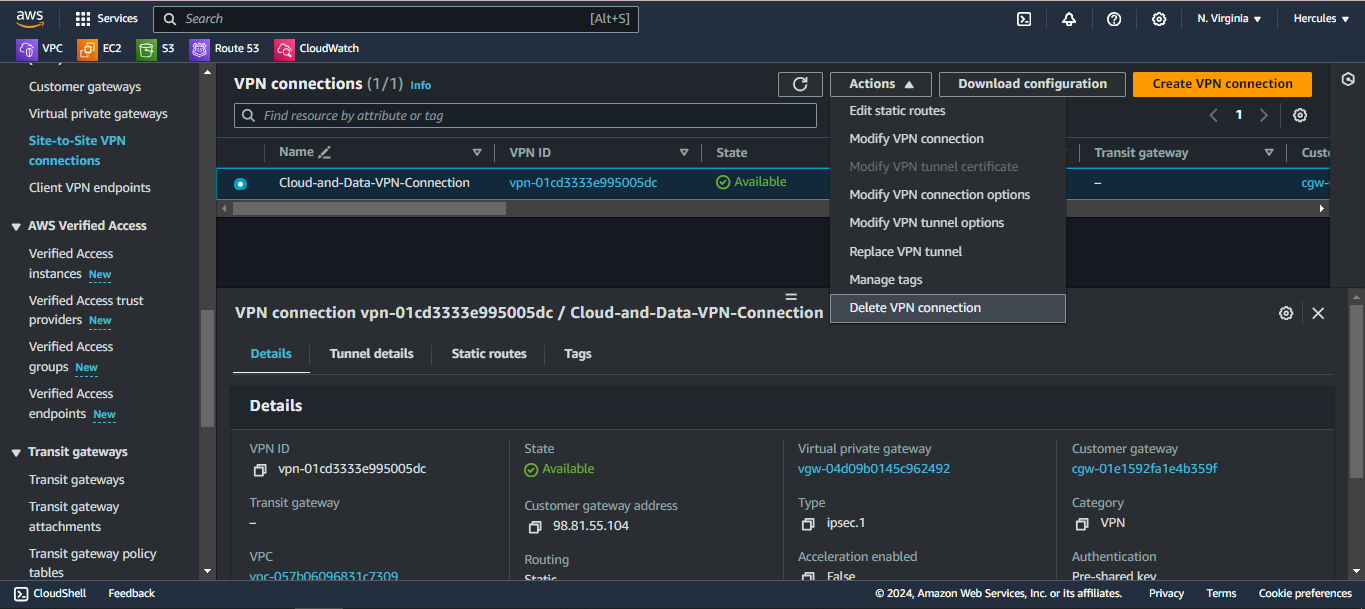 aws
Services
Search
[Alt+S]
N. Virginia
Hercules
VPC
EC2
S3
Route 53
CloudWatch
Customer gateways
Virtual private gateways
Site-to-Site VPN
connections
Client VPN endpoints
AWS Verified Access
Verified Access
instances New
Verified Access trust
providers New
Verified Access
groups New
Verified Access
endpoints New
Transit gateways
Transit gateways
Transit gateway
attachments
Transit gateway policy
tables
VPN connections (1/1) Info
Actions
Download configuration
Create VPN connection
Find resource by attribute or tag
1
Edit static routes
Modify VPN connection
Modify VPN tunnel certificate
Modify VPN connection options
Modify VPN tunnel options
Replace VPN tunnel
Manage tags
Delete VPN connection
Name
VPN ID
State
Transit gateway
Custo
Cloud-and-Data-VPN-Connection
vpn-01cd3333e995005dc
Available
–
cgw-
VPN connection vpn-01cd3333e995005dc / Cloud-and-Data-VPN-Connection
Details
Tunnel details
Static routes
Tags
Details
VPN ID
vpn-01cd3333e995005dc
State
Available
Virtual private gateway
vgw-04d09b0145c962492
Customer gateway
cgw-01e1592fa1e4b359f
Transit gateway
–
Customer gateway address
98.81.55.104
Type
ipsec.1
Category
VPN
VPC
vpc-057b06096831c7309
Routing
Static
Acceleration enabled
False
Authentication
Pre-shared key
CloudShell
Feedback
© 2024, Amazon Web Services, Inc. or its affiliates.
Privacy
Terms
Cookie preferences